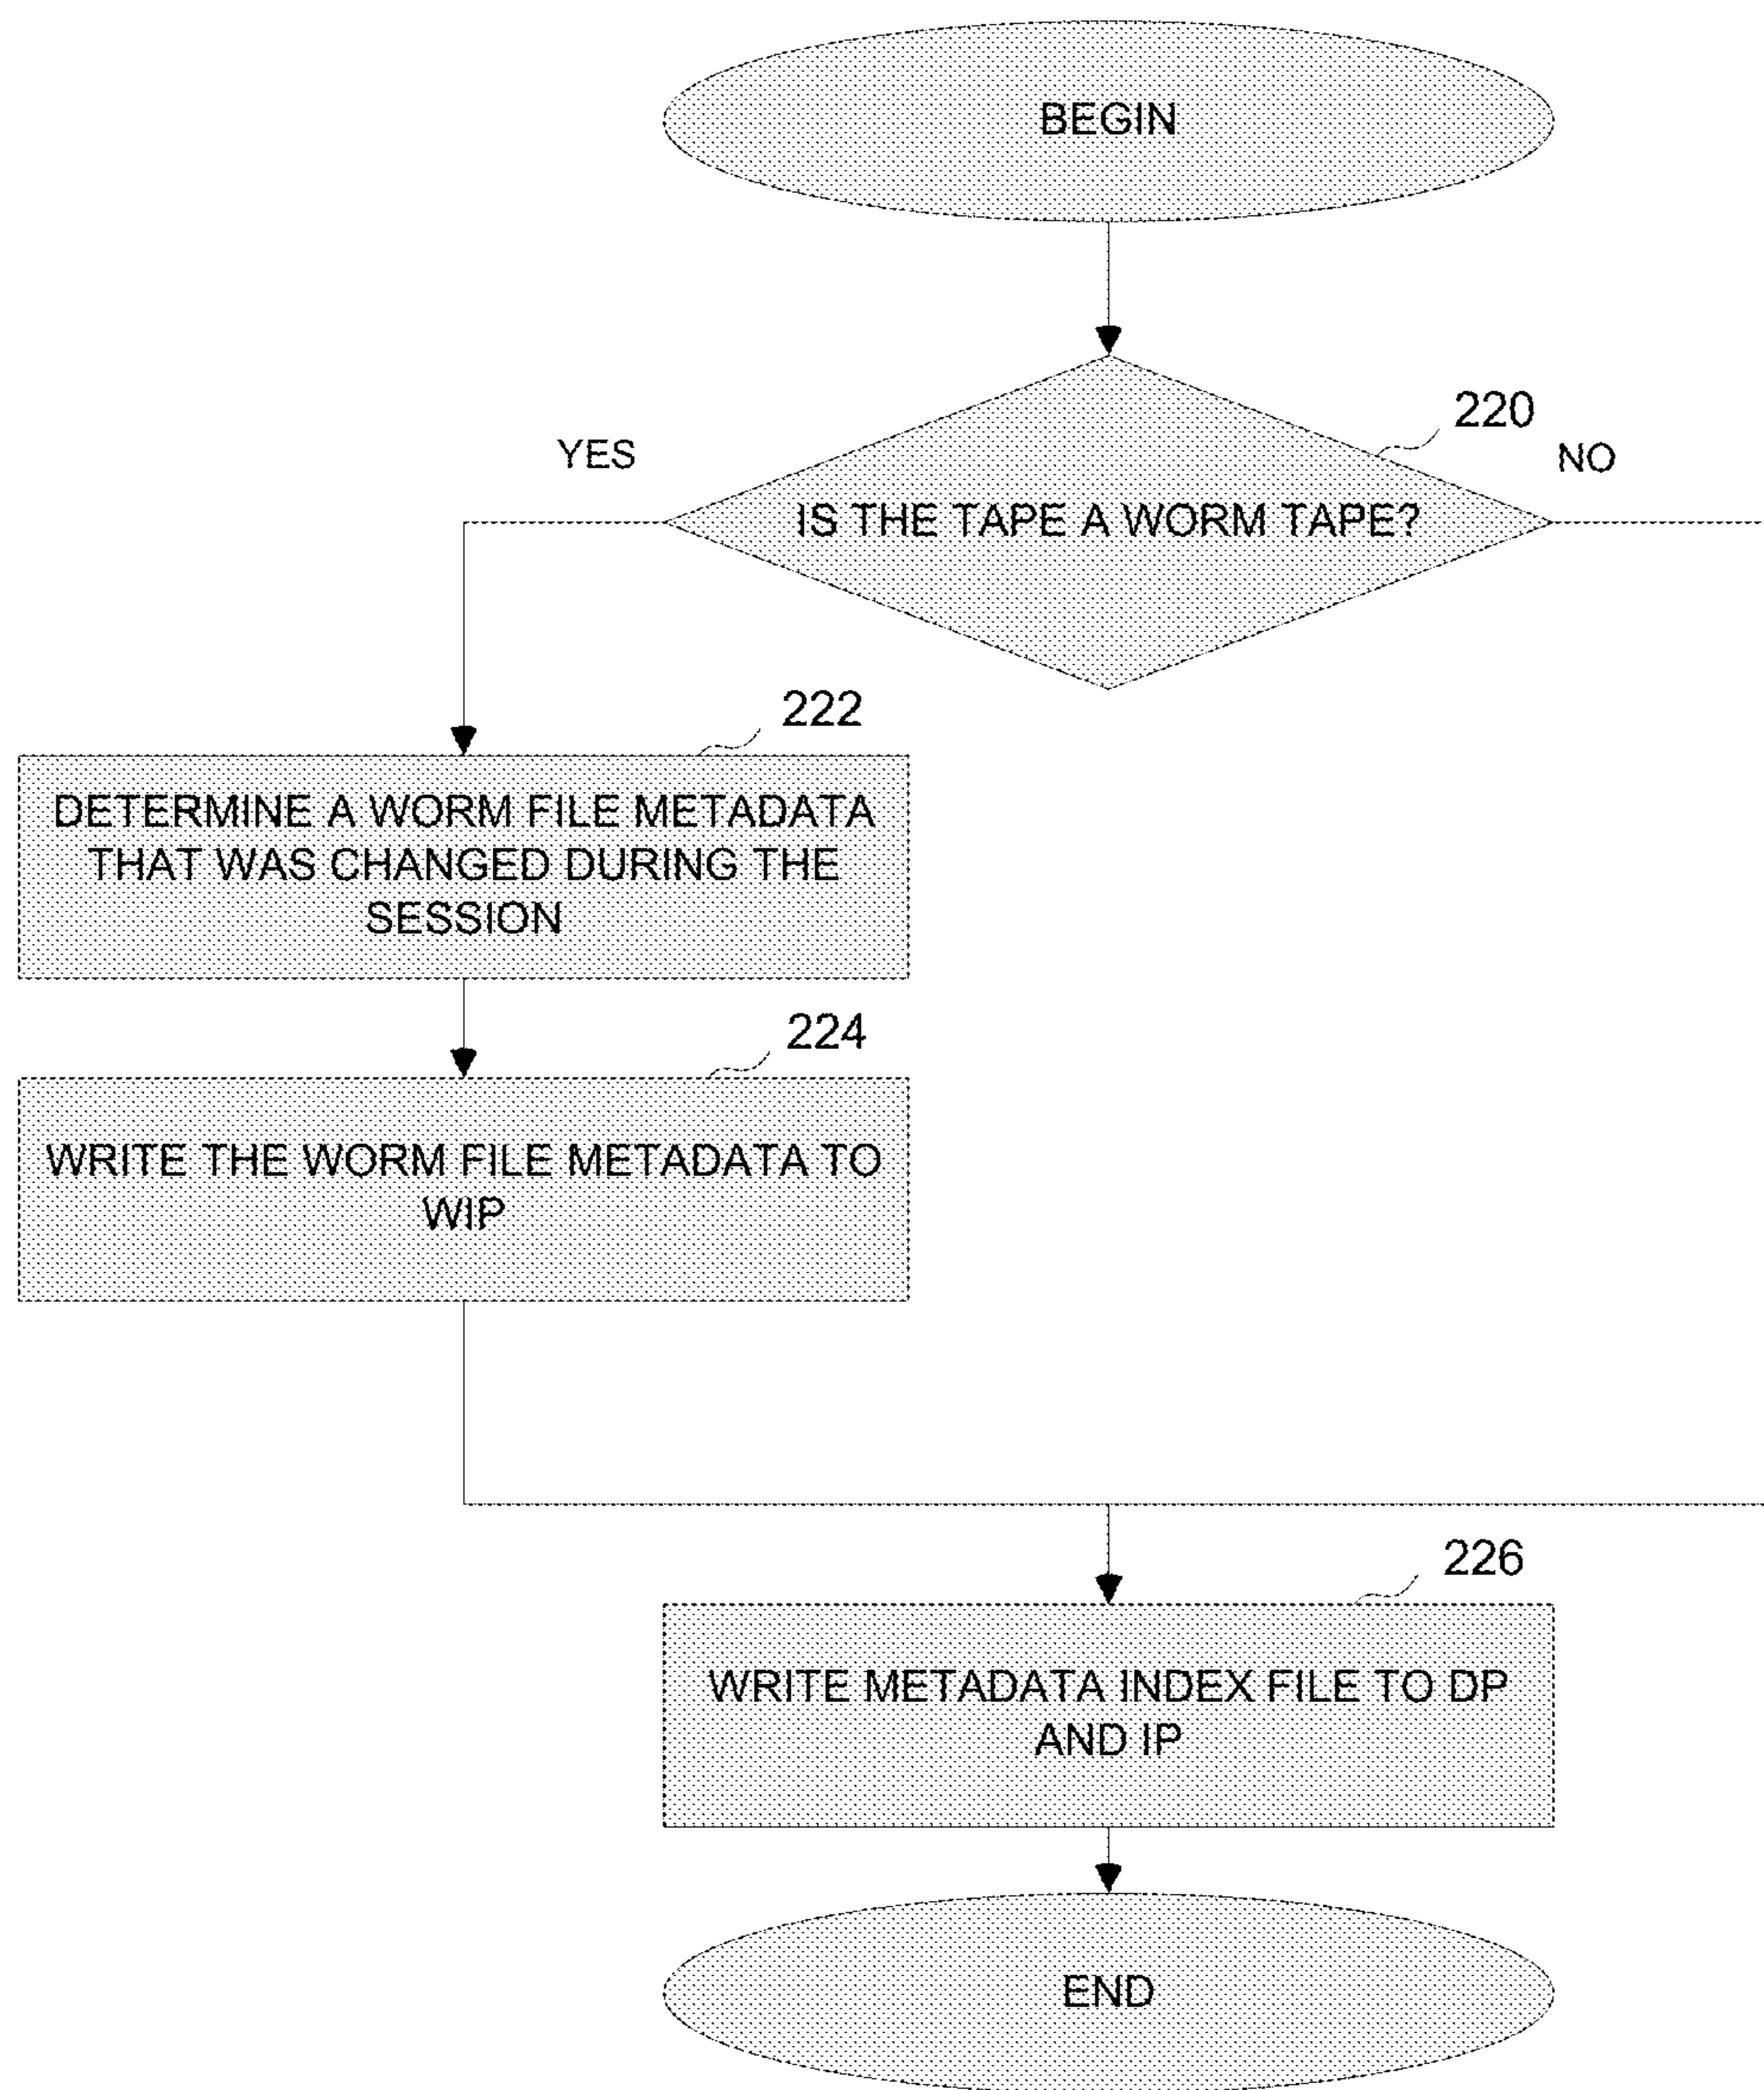 BEGIN
220
YES
NO
IS THE TAPE A WORM TAPE?
222
DETERMINE A WORM FILE METADATA
THAT WAS CHANGED DURING THE
SESSION
224
WRITE THE WORM FILE METADATA TO
WIP
226
WRITE METADATA INDEX FILE TO DP
AND IP
END